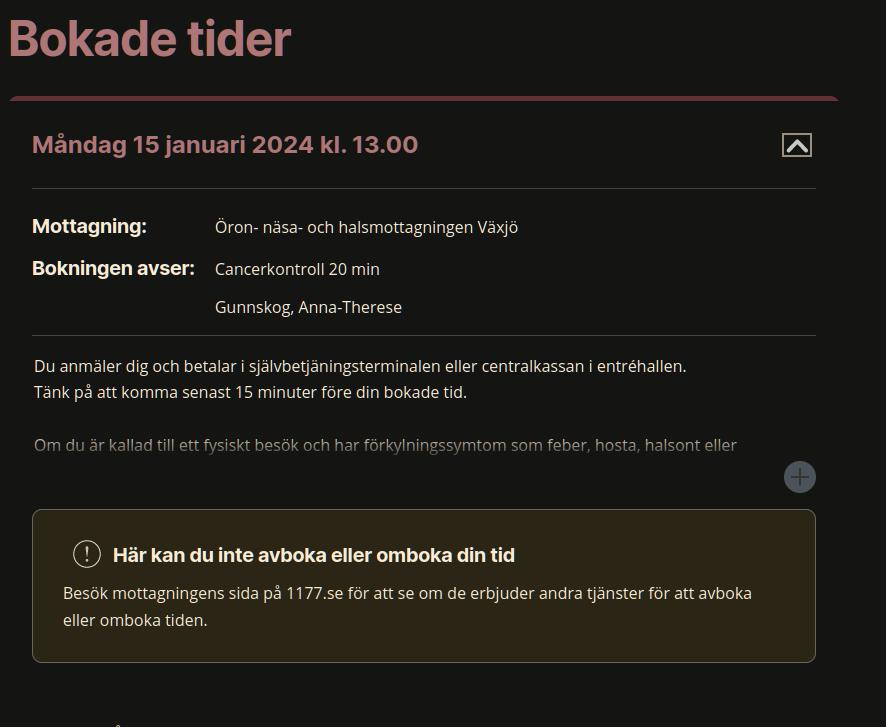 Bokade tider
Måndag 15 januari 2024 kl. 13.00
Mottagning: Öron- näsa- och halsmottagningen Växjö
Bokningen avser: Cancerkontroll 20 min
Gunnskog, Anna-Therese
Du anmäler dig och betalar i självbetjäningsterminalen eller centralkassan i entréhallen.
Tänk på att komma senast 15 minuter före din bokade tid.
Om du är kallad till ett fysiskt besök och har förkylningssymtom som feber, hosta, halsont eller
Här kan du inte avboka eller omboka din tid
Besök mottagningens sida på 1177.se för att se om de erbjuder andra tjänster för att avboka
eller omboka tiden.